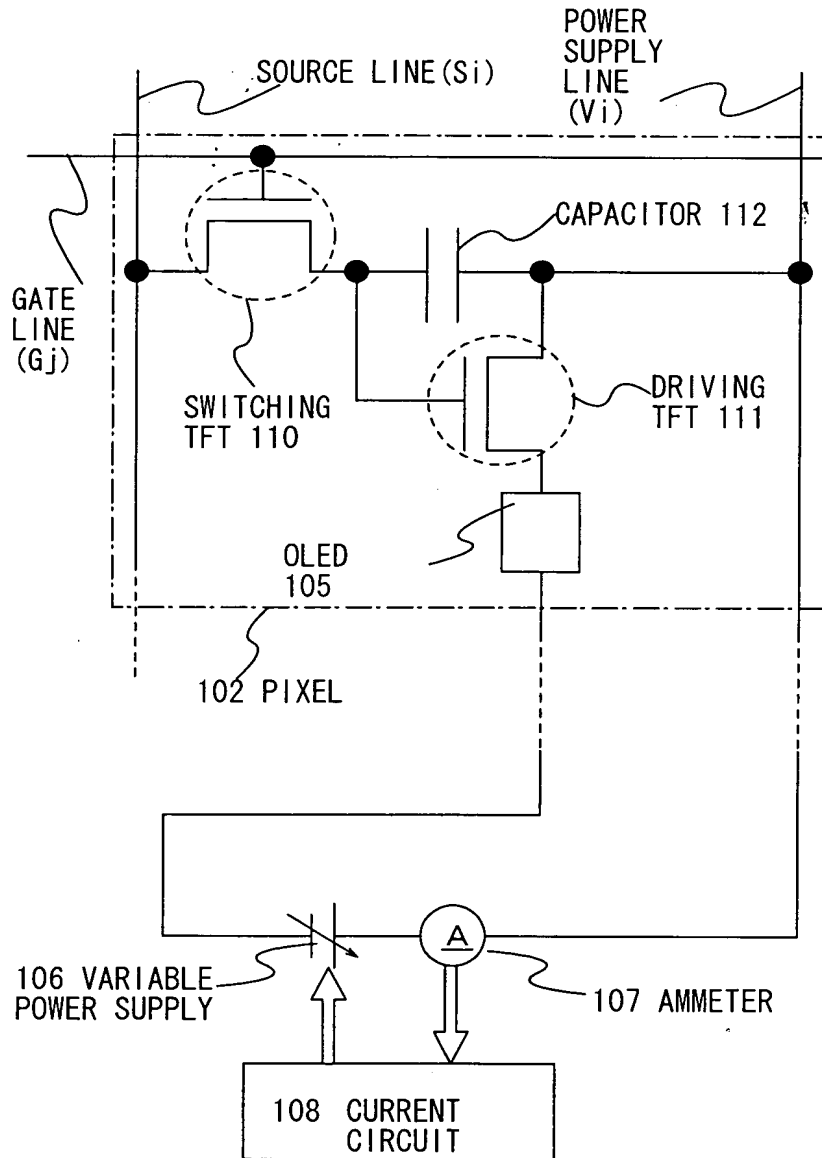 SOURCE LINE(Si)
POWER
SUPPLY
LINE
(Vi)
CAPACITOR 112
GATE
LINE
(Gj)
SWITCHING
TFT 110
DRIVING
TFT 111
OLED
105
102 PIXEL
A
106 VARIABLE
POWER SUPPLY
107 AMMETER
108 CURRENT
CIRCUIT